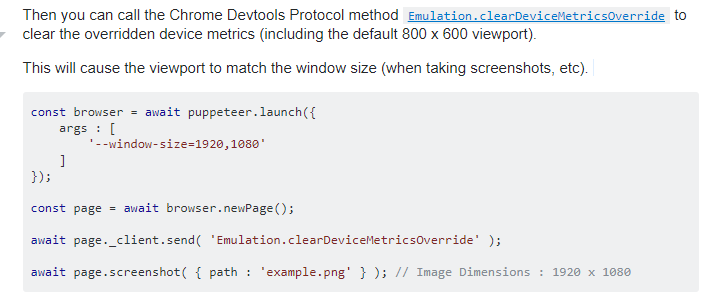 Then you can call the Chrome Devtools Protocol method Emulation.clearDeviceMetricsOverride to
clear the overridden device metrics (including the default 800 x 600 viewport).
This will cause the viewport to match the window size (when taking screenshots, etc).
const browser = await puppeteer.launch({
    args : [
        '--window-size=1920,1080'
    ]
});
const page = await browser.newPage();
await page._client.send( 'Emulation.clearDeviceMetricsOverride' );
await page.screenshot( { path : 'example.png' } ); // Image Dimensions : 1920 x 1080